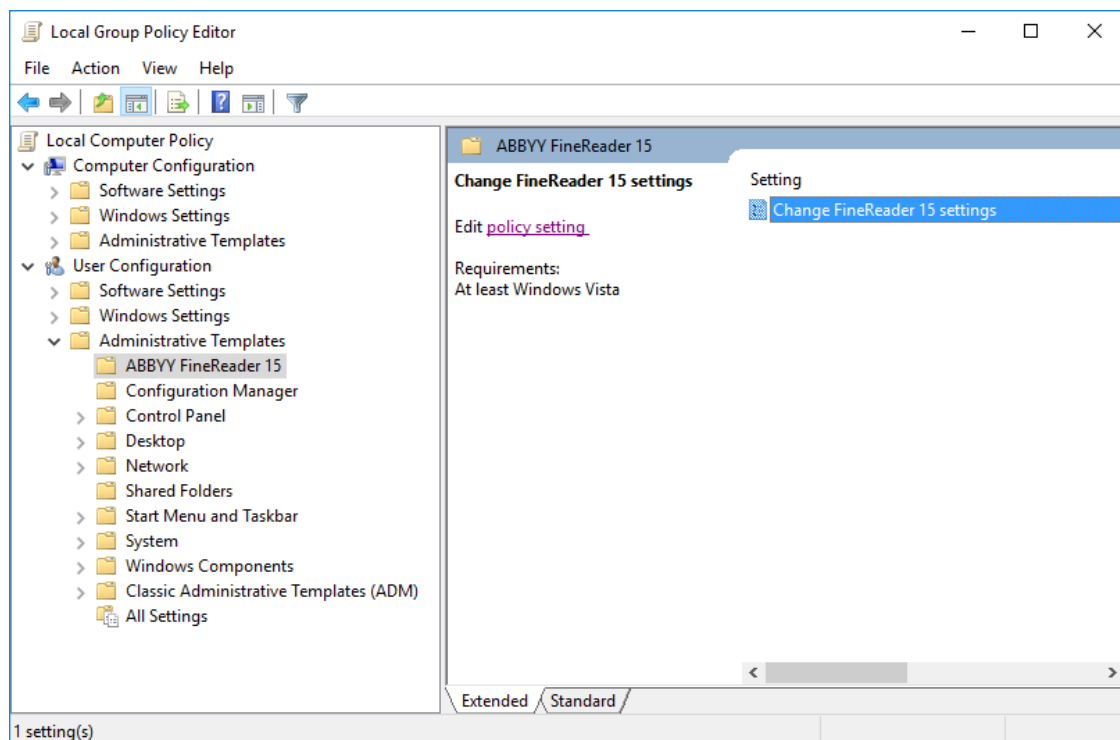 Local Group Policy Editor
File Action View Help
Local Computer Policy
Computer Configuration
Software Settings
Windows Settings
Administrative Templates
User Configuration
Software Settings
Windows Settings
Administrative Templates
ABBYY FineReader 15
Configuration Manager
Control Panel
Desktop
Network
Shared Folders
Start Menu and Taskbar
System
Windows Components
Classic Administrative Templates (ADM)
All Settings
ABBYY FineReader 15
Change FineReader 15 settings
Edit policy setting
Requirements:
At least Windows Vista
Setting
Change FineReader 15 settings
Extended Standard
1 setting(s)